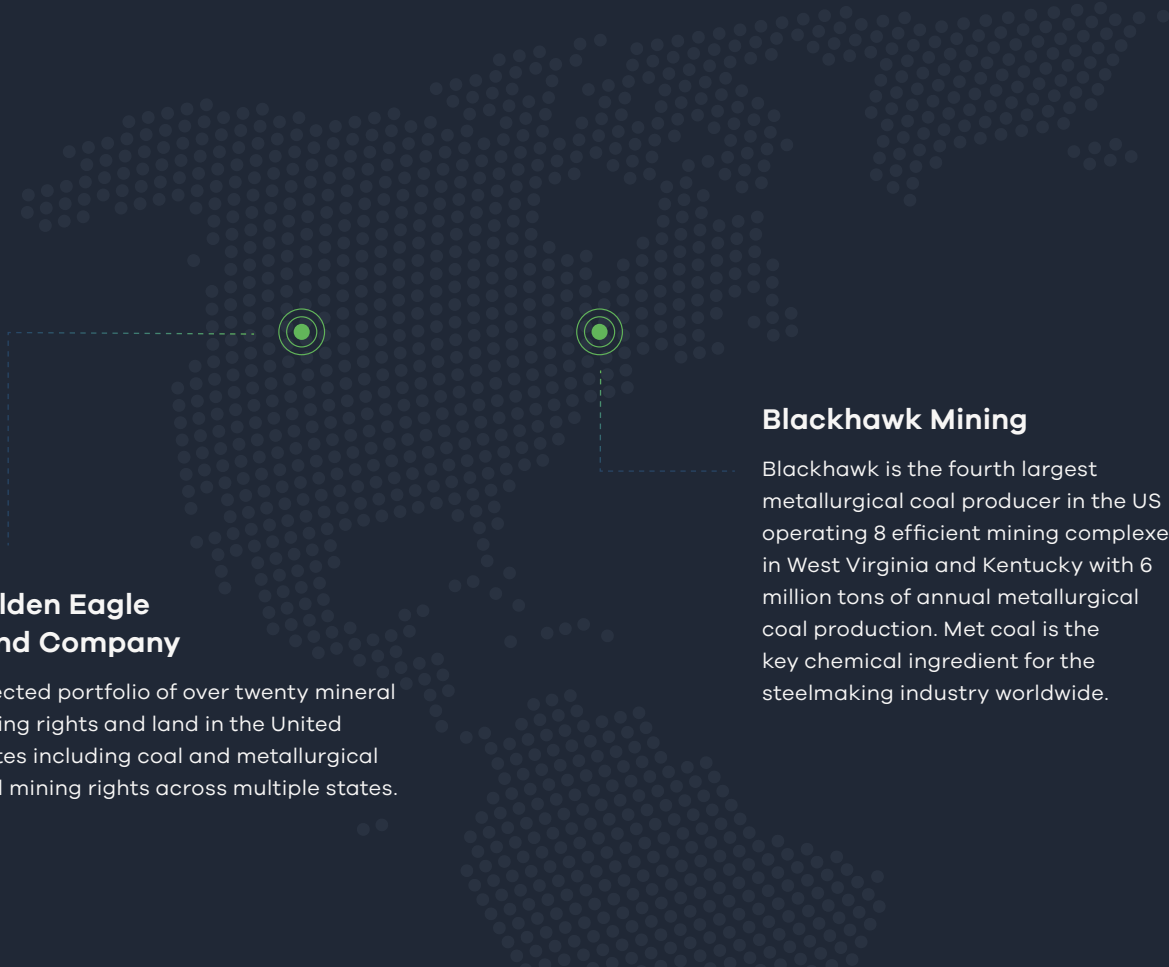 Blackhawk Mining
Blackhawk is the fourth largest
metallurgical coal producer in the US
operating 8 efficient mining complexe
in West Virginia and Kentucky with 6
million tons of annual metallurgical
coal production. Met coal is the
key chemical ingredient for the
steelmaking industry worldwide.
lden Eagle
nd Company
ected portfolio of over twenty mineral
ing rights and land in the United
tes including coal and metallurgical
l mining rights across multiple states.